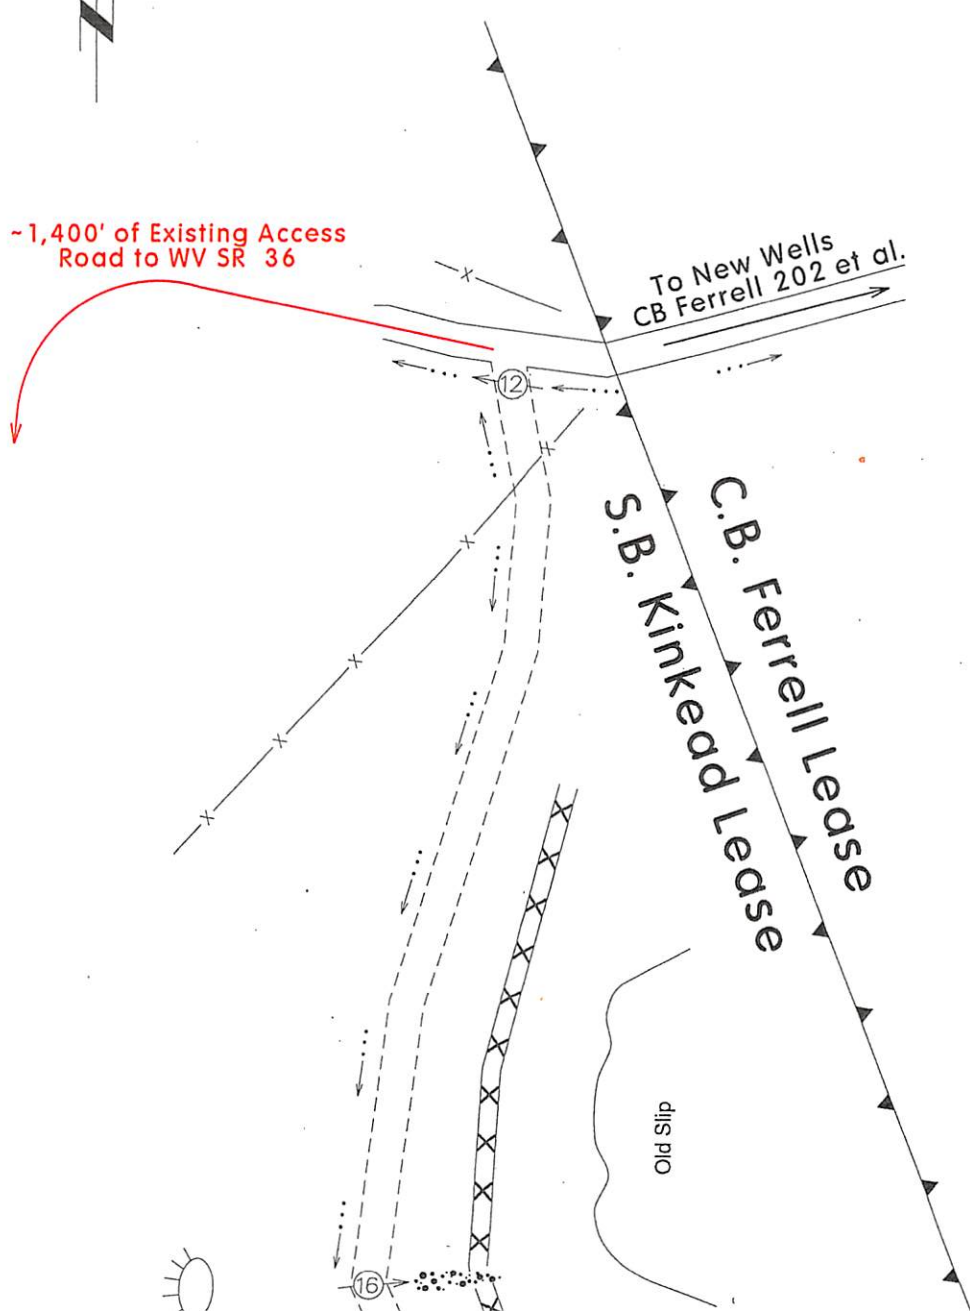 ~1,400' of Existing Access
Road to WV SR 36
To New Wells
CB Ferrell 202 et al.
12
C.B. Ferrell Lease
S.B. Kinkead Lease
Old Slip
16